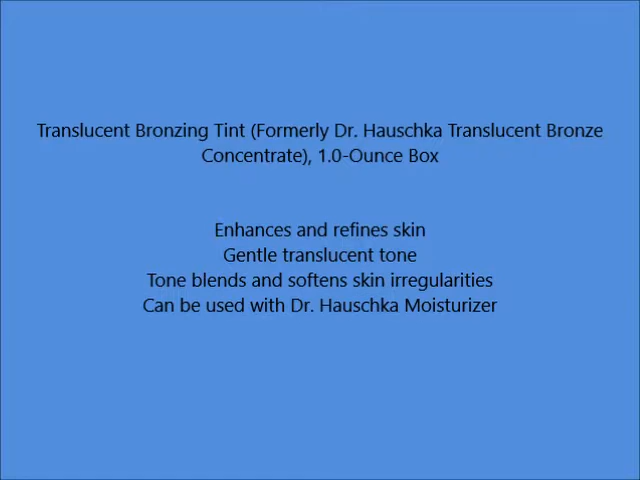 Translucent Bronzing Tint (Formerly Dr. Hauschka Translucent Bronze
Concentrate), 1.0-Ounce Box
Enhances and refines skin
Gentle translucent tone
Tone blends and softens skin irregularities
Can be used with Dr. Hauschka Moisturizer